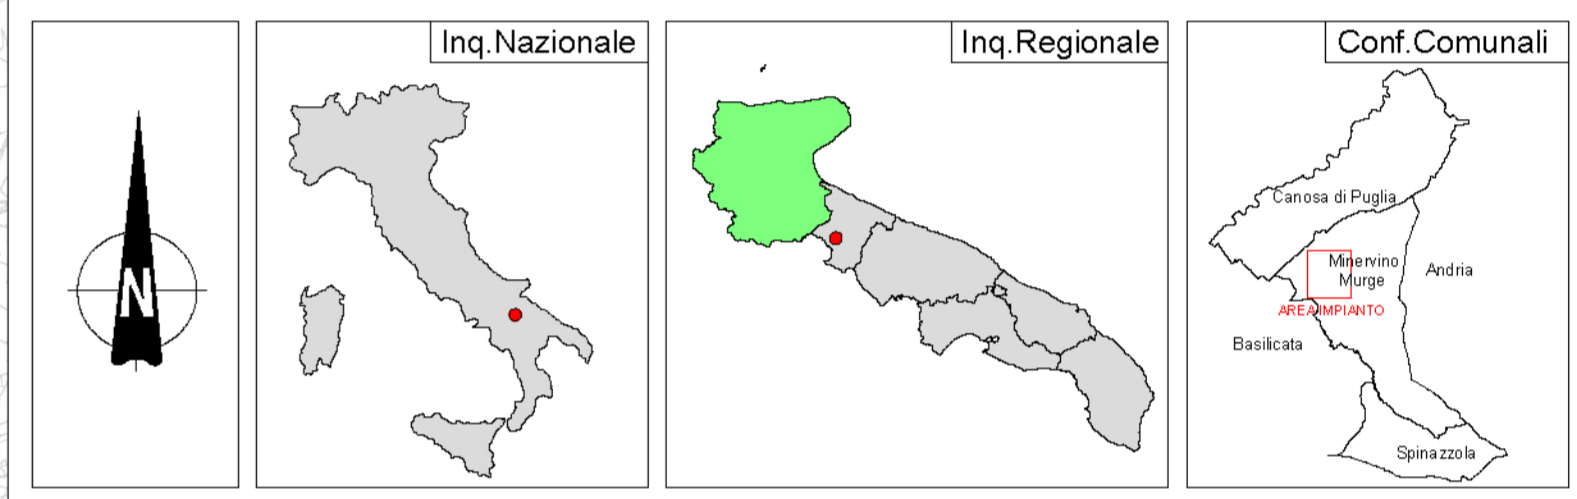 N
Inq.Nazionale
Inq.Regionale
Conf.Comunali
Canosa di Puglia
Minervino
Murge
Andria
AREA IMPIANTO
Basilicata
Spinazzola